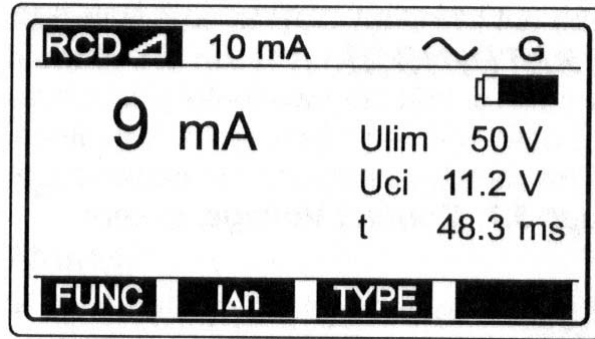 RCD 10 mA G
9 mA
Ulim 50 V
Uci 11.2 V
t 48.3 ms
FUNC IΔn TYPE